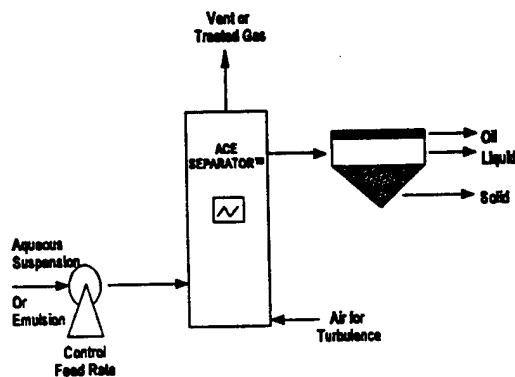 Vent or
Treated Gas
ACE
SEPARATOR™
Oil
Liquid
Solid
Aqueous
Suspension
Or
Emulsion
Control
Feed Rate
Air for
Turbulence